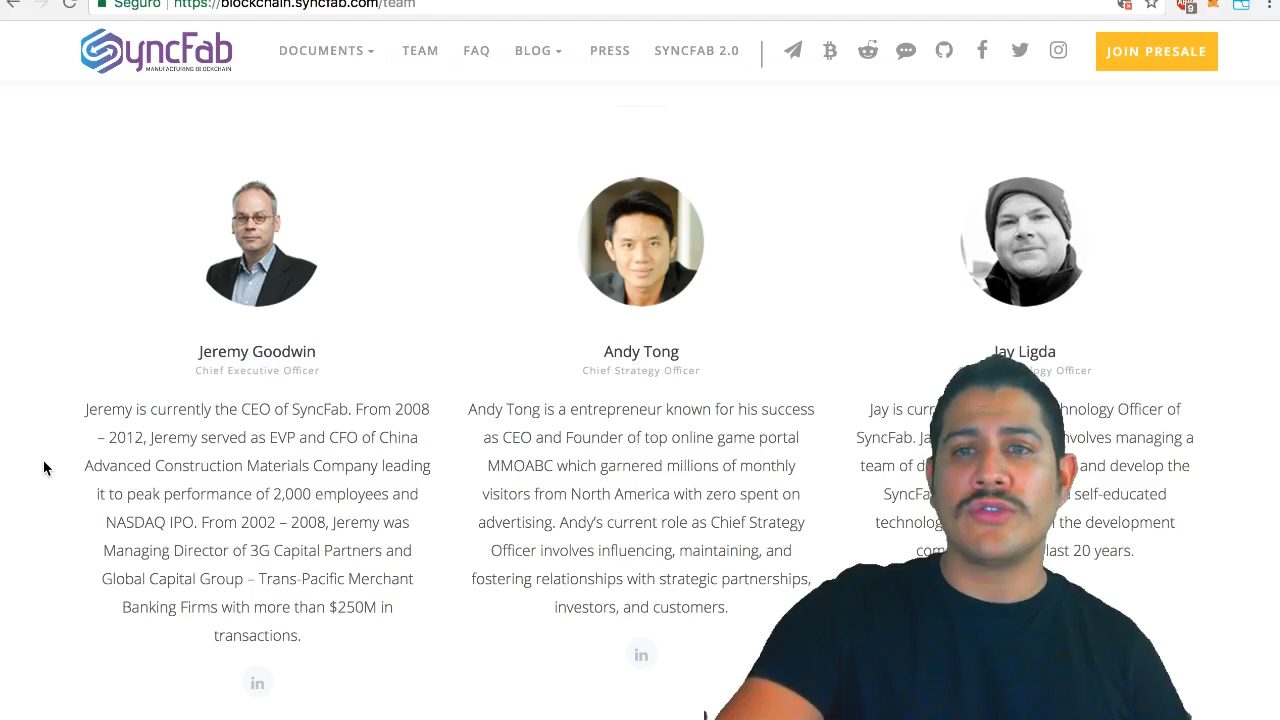 Seguro https://blockchain.syncfab.com/team
9
SyncFab
MANUFACTURING BLOCKCHAIN
DOCUMENTS TEAM FAQ BLOG PRESS SYNCFAB 2.0 JOIN PRESALE
Jeremy Goodwin
Chief Executive Officer
Jeremy is currently the CEO of SyncFab. From 2008
– 2012, Jeremy served as EVP and CFO of China
Advanced Construction Materials Company leading
it to peak performance of 2,000 employees and
NASDAQ IPO. From 2002 – 2008, Jeremy was
Managing Director of 3G Capital Partners and
Global Capital Group – Trans-Pacific Merchant
Banking Firms with more than $250M in
transactions.
in
Andy Tong
Chief Strategy Officer
Andy Tong is a entrepreneur known for his success
as CEO and Founder of top online game portal
MMOABC which garnered millions of monthly
visitors from North America with zero spent on
advertising. Andy's current role as Chief Strategy
Officer involves influencing, maintaining, and
fostering relationships with strategic partnerships,
investors, and customers.
in
Jay Ligda
Officer
Jay is Officer of
SyncFab. involves managing a
team of and develop the
self-educated
the development
last 20 years.